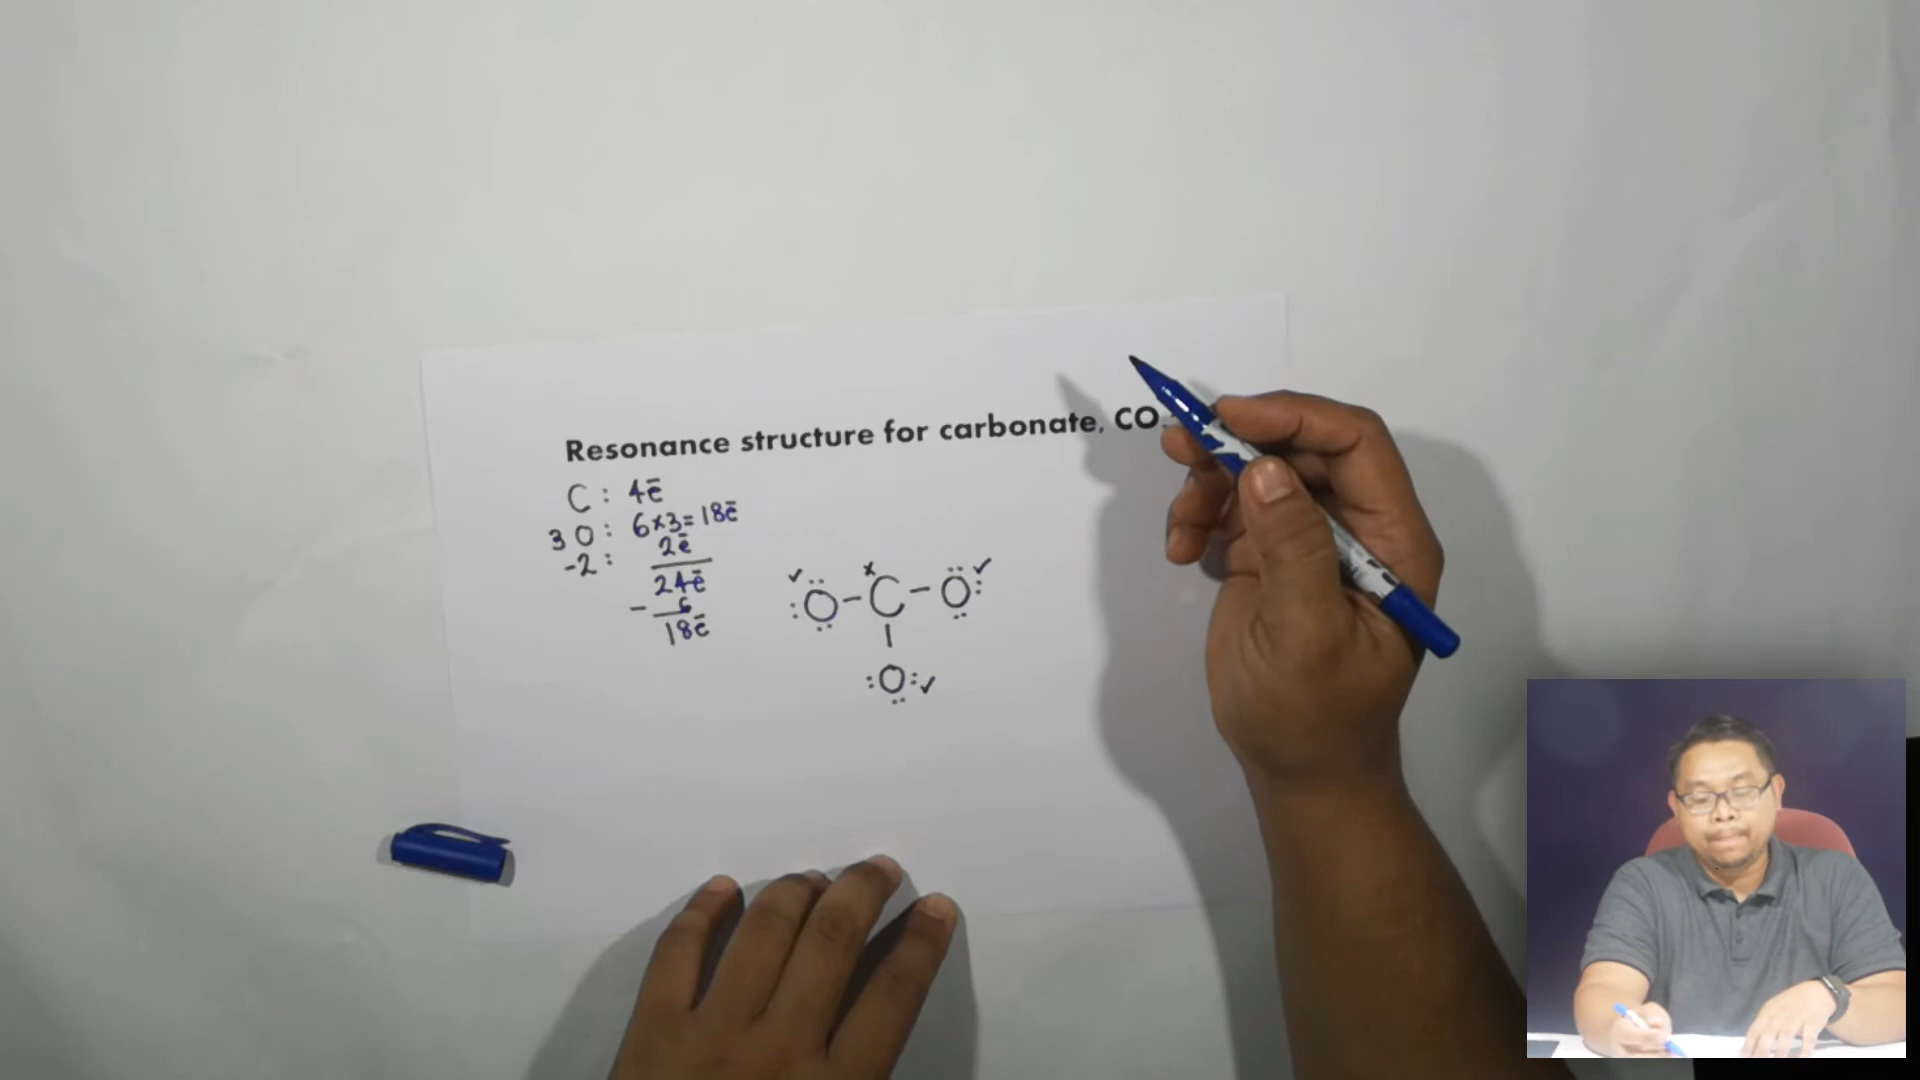 Resonance structure for carbonate, CO
C : 4ē
3 O : 6×3=18ē
-2 : 2ē
24ē
- 6
18ē
:O - C - O:
:O: